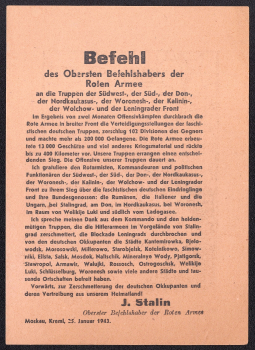 Befehl
des Obersten Befehlshabers der
Roten Armee
an die Truppen der Südwest-, der Süd-, der Don-,
der Nordkaukasus-, der Woronesh-, der Kalinin-,
der Wolchow- und der Leningrader Front
Im Ergebnis von zwei Monaten Offensivkämpfen durchbrach die
Rote Armee in breiter Front die Verteidigungsstellungen der faschi-
stischen deutschen Truppen, zerschlug 102 Divisionen des Gegners
und machte mehr als 200 000 Gefangene. Die Rote Armee erbeu-
tete 13.000 Geschütze und viel anderes Kriegsmaterial und rückte
bis zu 400 Kilometer vor. Unsere Truppen errangen einen entschei-
denden Sieg. Die Offensive unserer Truppen dauert an.
Ich gratuliere den Rotarmisten, Kommandeuren und politischen
Funktionären der Südwest-, der Süd-, der Don-, der Nordkaukasus-,
der Woronesh-, der Kalinin-, der Wolchow- und der Leningrader
Front zu ihrem Sieg über die faschistischen deutschen Eindringlinge
und ihre Bundesgenossen: die Rumänen, die Italiener und die
Ungarn, bei Stalingrad, am Don, im Nordkaukasus, bei Woronesh,
im Raum von Welikije Luki und südlich vom Ladogasee.
Ich spreche meinen Dank aus dem Kommando und den helden-
mütigen Truppen, die die Hitlerarmeen im Vorgelände von Stalin-
grad zerschmettert, die Blockade Leningrads durchbrochen und
von den deutschen Okkupanten die Städte Kantemirowka, Bjelo-
wodsk, Morosowski, Millerowo, Starobjelsk, Kotelnikowo, Simow-
niki, Elista, Salsk, Mosdok, Naltschik, Mineralnyje Wody, Pjatigorsk,
Stawropol, Armawir, Waluiki, Rossosch, Ostrogoschsk, Welikije
Luki, Schlüsselburg, Woronesh sowie viele andere Städte und tau-
sende Ortschaften befreit haben.
Vorwärts, zur Zerschmetterung der deutschen Okkupanten und
deren Vertreibung aus unserem Heimatland!
J. Stalin
Oberster Befehlshaber der Roten Armee
Moskau, Kreml, 25. Januar 1943.